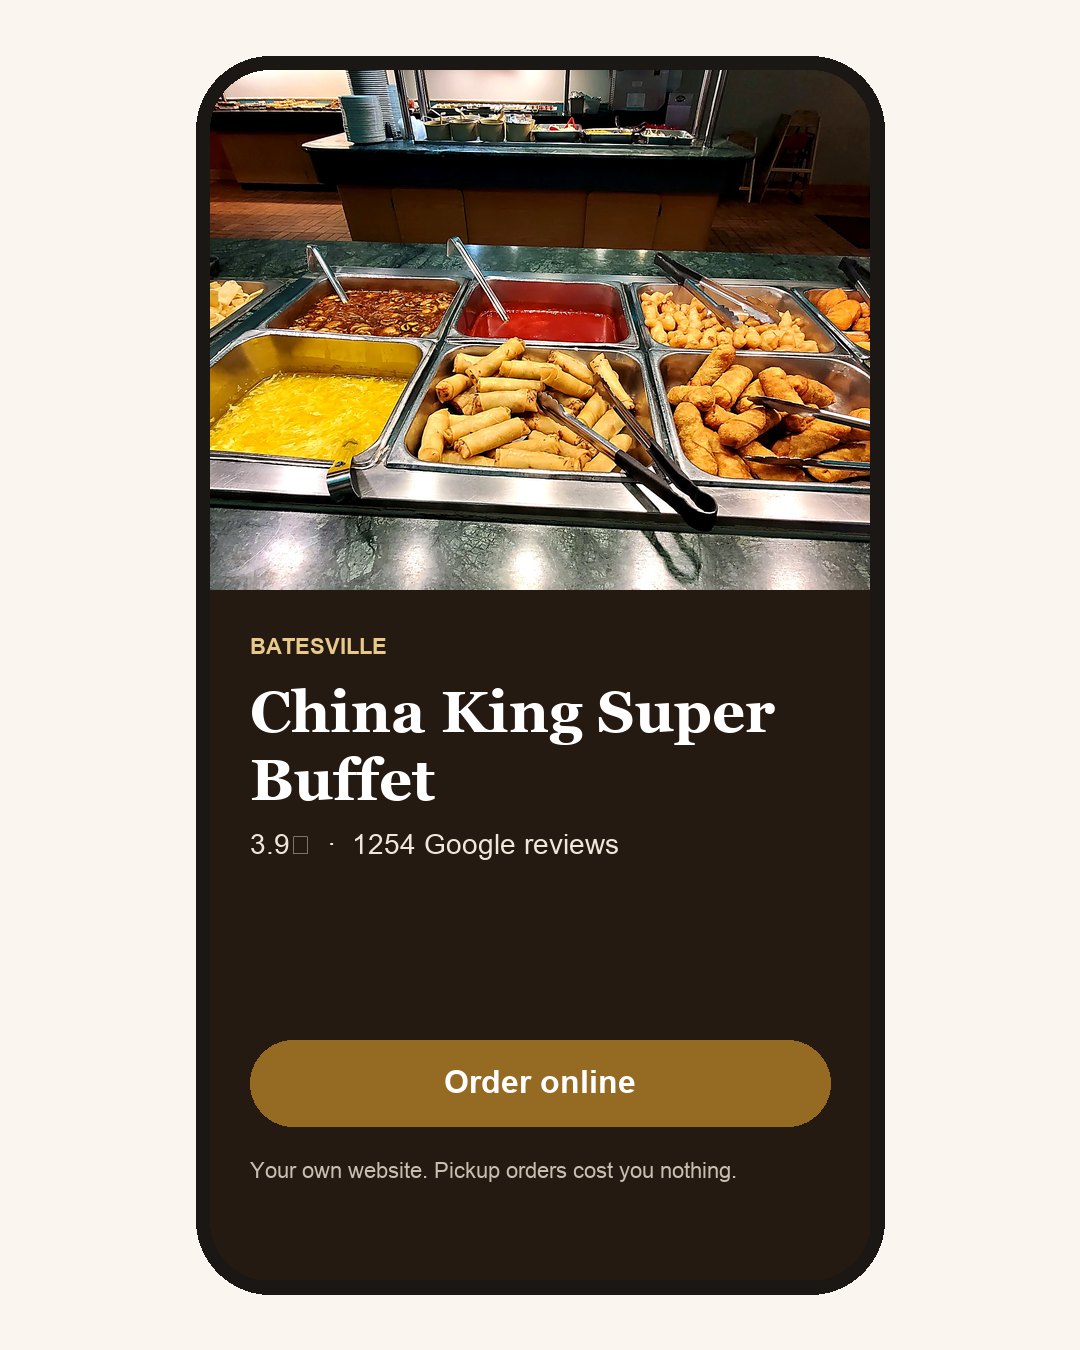 BATESVILLE
China King Super
Buffet
3.9□ · 1254 Google reviews
Order online
Your own website. Pickup orders cost you nothing.